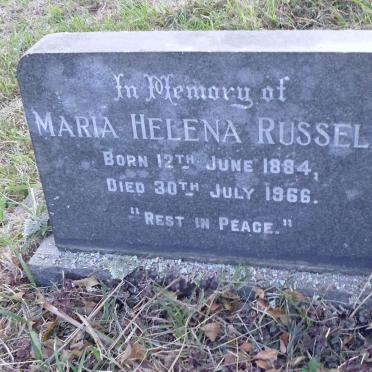 In Memory of
MARIA HELENA RUSSEL
BORN 12TH JUNE 1884,
DIED 30TH JULY 1966.
"REST IN PEACE."